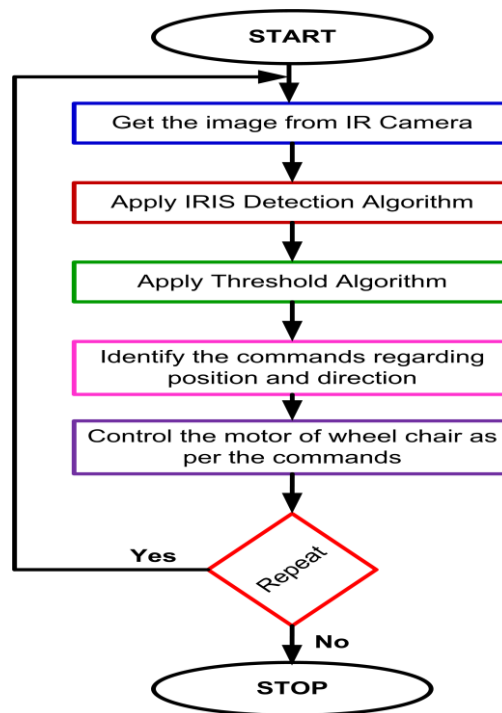 START
Get the image from IR Camera
Apply IRIS Detection Algorithm
Apply Threshold Algorithm
Identify the commands regarding
position and direction
Control the motor of wheel chair as
per the commands
Yes
Repeat
No
STOP